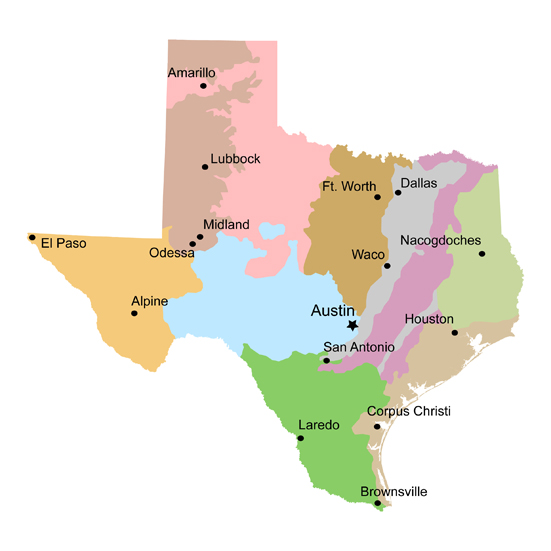 Amarillo
Lubbock
Ft. Worth
Dallas
Midland
El Paso
Odessa
Waco
Nacogdoches
Alpine
Austin
Houston
San Antonio
Corpus Christi
Laredo
Brownsville